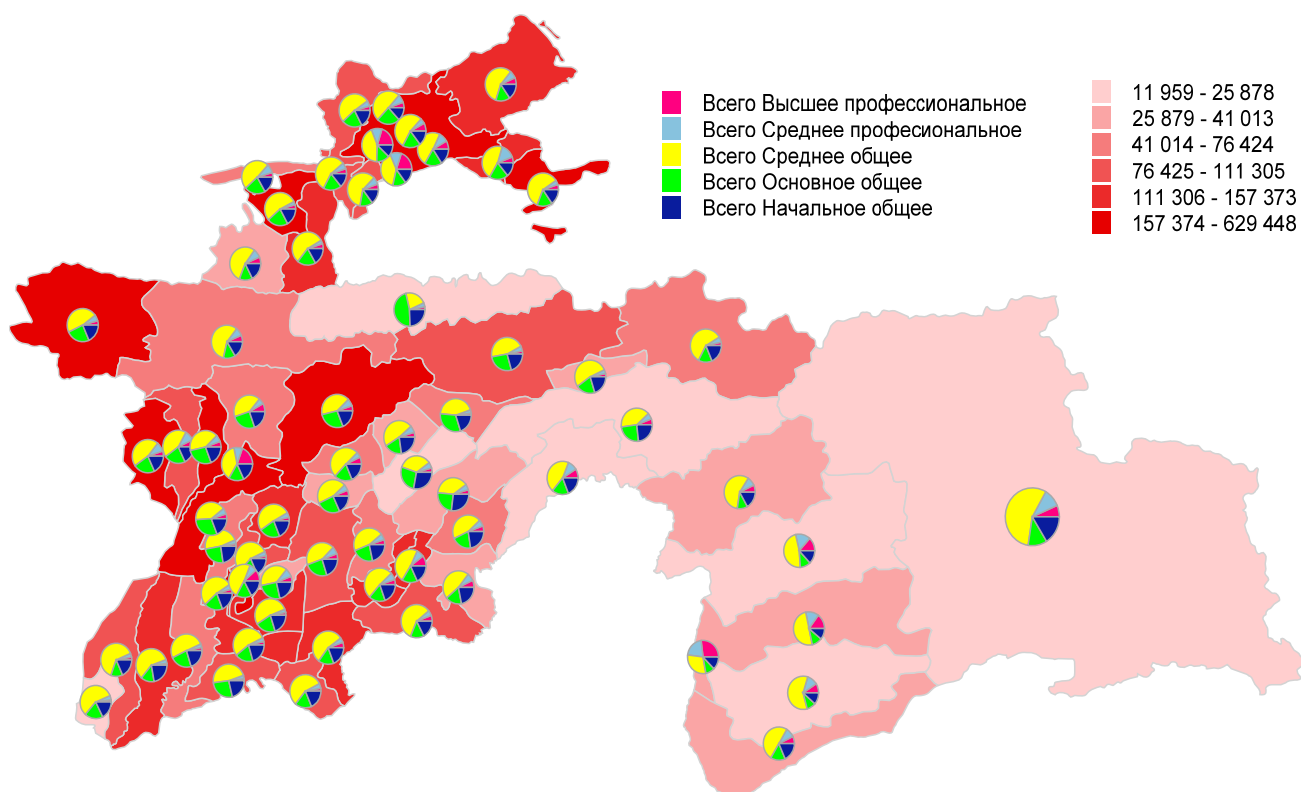 Всего Высшее профессиональное
Всего Среднее професиональное
Всего Среднее общее
Всего Основное общее
Всего Начальное общее
11 959 - 25 878
25 879 - 41 013
41 014 - 76 424
76 425 - 111 305
111 306 - 157 373
157 374 - 629 448